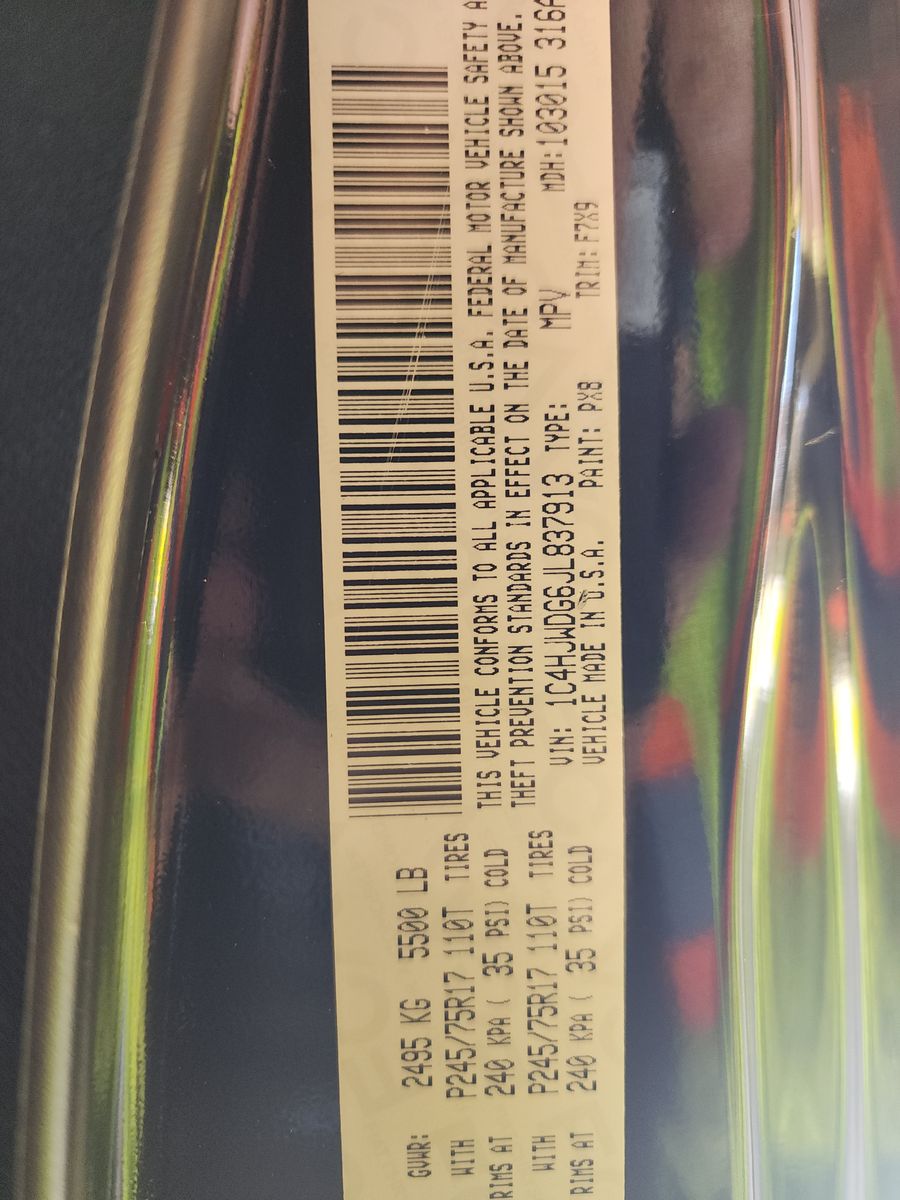 GVWR: 2495 KG 5500 LB
WITH P245/75R17 110T TIRES
RIMS AT 240 KPA ( 35 PSI) COLD
WITH P245/75R17 110T TIRES
RIMS AT 240 KPA ( 35 PSI) COLD
THIS VEHICLE CONFORMS TO ALL APPLICABLE U.S.A. FEDERAL MOTOR VEHICLE SAFETY A
THEFT PREVENTION STANDARDS IN EFFECT ON THE DATE OF MANUFACTURE SHOWN ABOVE.
VIN: 1C4HJWDG6JL837913 TYPE: MPV MDH:103015 316A
VEHICLE MADE IN U.S.A. PAINT: PX8 TRIM: F7X9